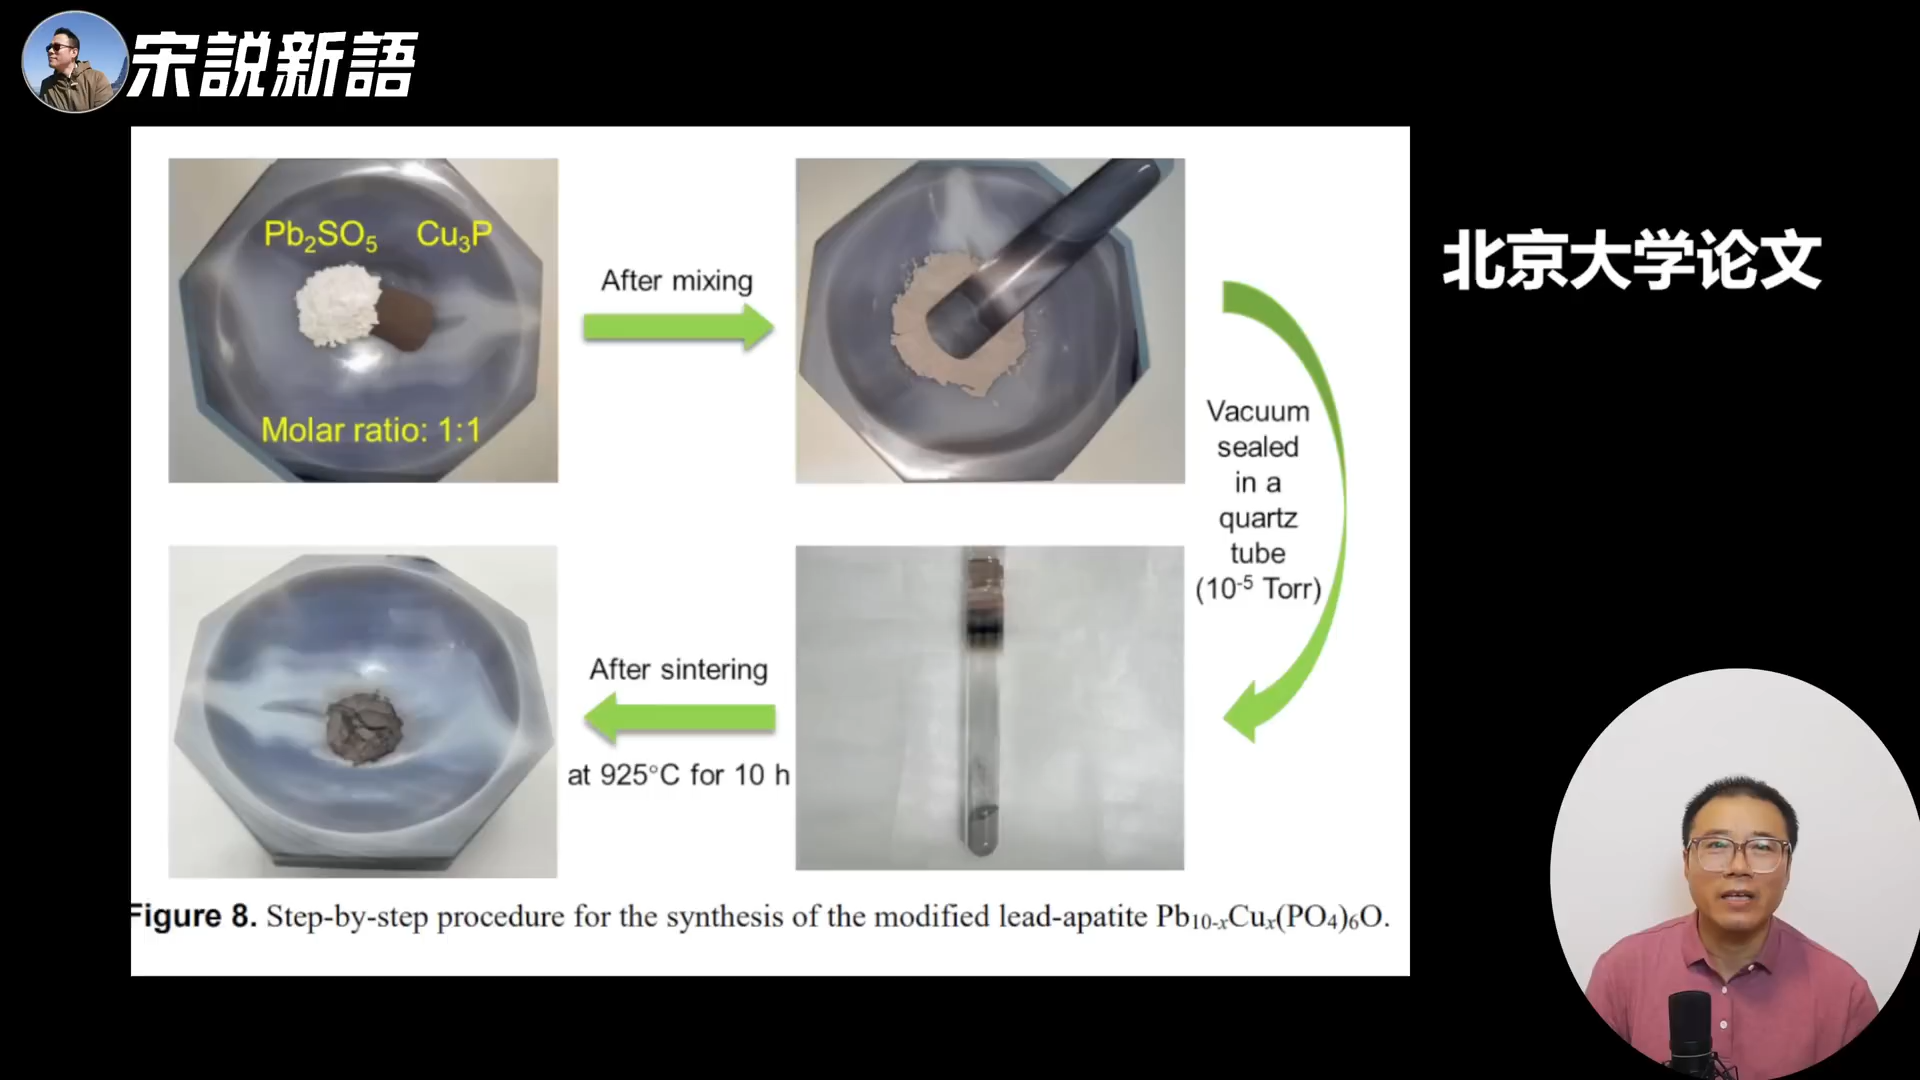 宋説新語
Pb₂SO₅ Cu₃P
Molar ratio: 1:1
After mixing
北京大学论文
Vacuum
sealed
in a
quartz
tube
(10⁻⁵ Torr)
After sintering
at 925°C for 10 h
Figure 8. Step-by-step procedure for the synthesis of the modified lead-apatite Pb₁₀₋ₓCuₓ(PO₄)₆O.